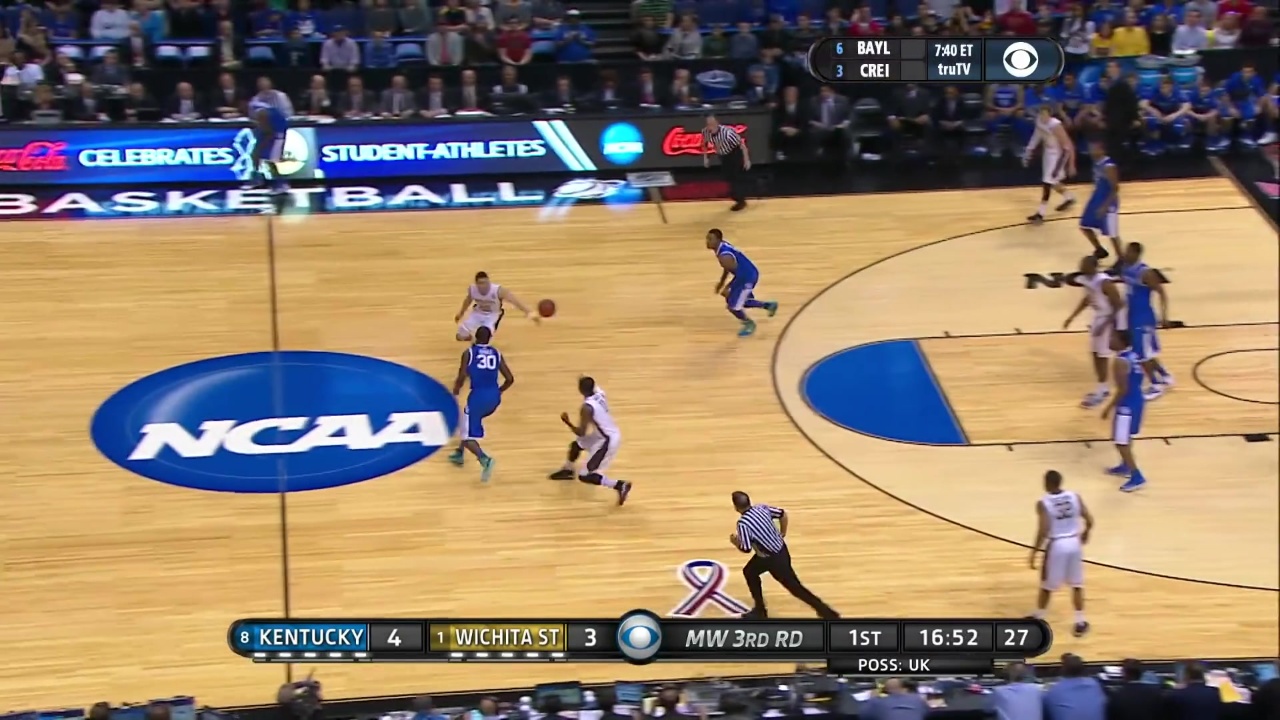 6 BAYL 7:40 ET
3 CREI truTV
Coca-Cola CELEBRATES STUDENT-ATHLETES NCAA Coca-Cola
BASKETBALL
NCAA
30
32
8 KENTUCKY 4 1 WICHITA ST 3 MW 3RD RD 1ST 16:52 27
POSS: UK